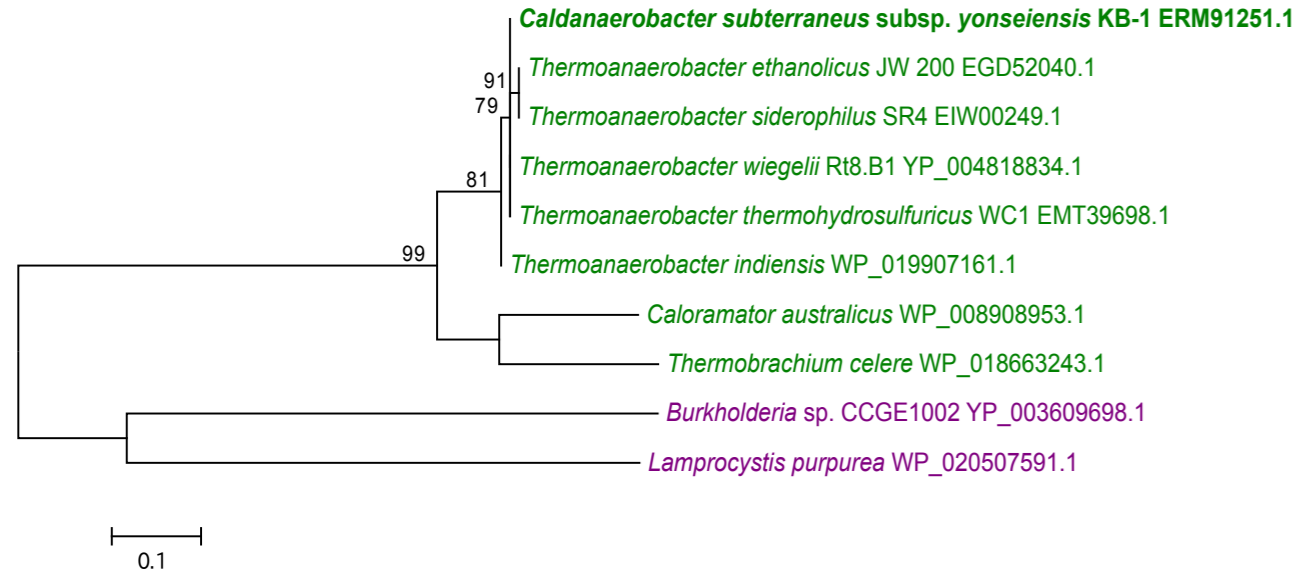 Caldanaerobacter subterraneus subsp. yonseiensis KB-1 ERM91251.1
Thermoanaerobacter ethanolicus JW 200 EGD52040.1
91
79
Thermoanaerobacter siderophilus SR4 EIW00249.1
Thermoanaerobacter wiegelii Rt8.B1 YP_004818834.1
81
Thermoanaerobacter thermohydrosulfuricus WC1 EMT39698.1
99
Thermoanaerobacter indiensis WP_019907161.1
Caloramator australicus WP_008908953.1
Thermobrachium celere WP_018663243.1
Burkholderia sp. CCGE1002 YP_003609698.1
Lamprocystis purpurea WP_020507591.1
0.1